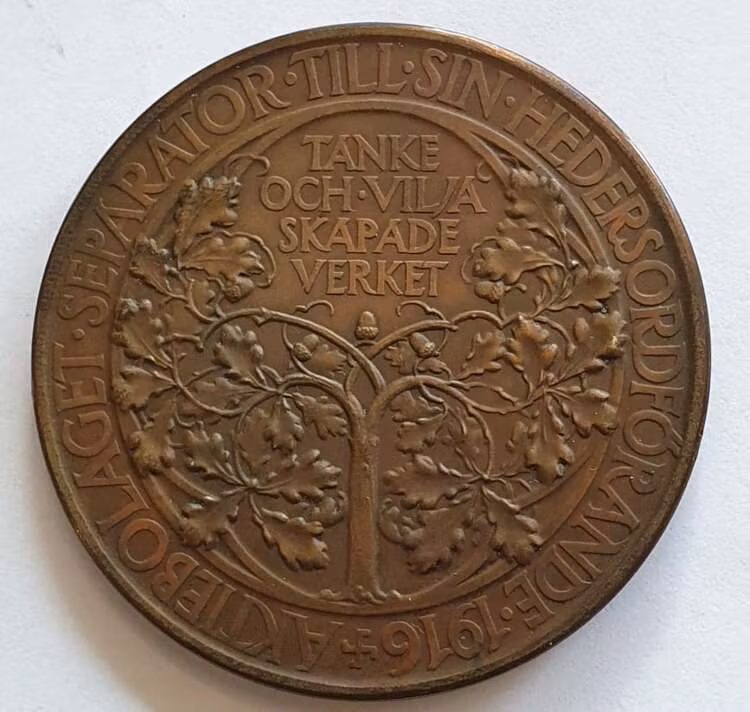 AKTIEBOLAGET·SEPARATOR·TILL·SIN·HEDERSORDFÖRANDE·1916
TANKE
OCH·VILJA
SKAPADE
VERKET